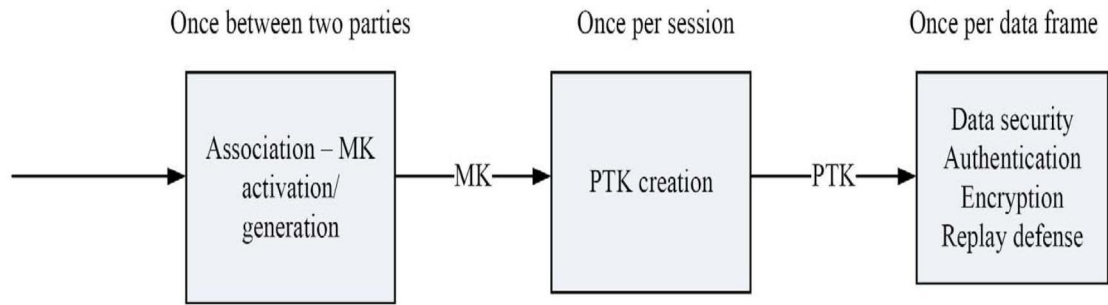 Once between two parties
Once per session
Once per data frame
Association – MK
activation/
generation
MK
PTK creation
PTK
Data security
Authentication
Encryption
Replay defense